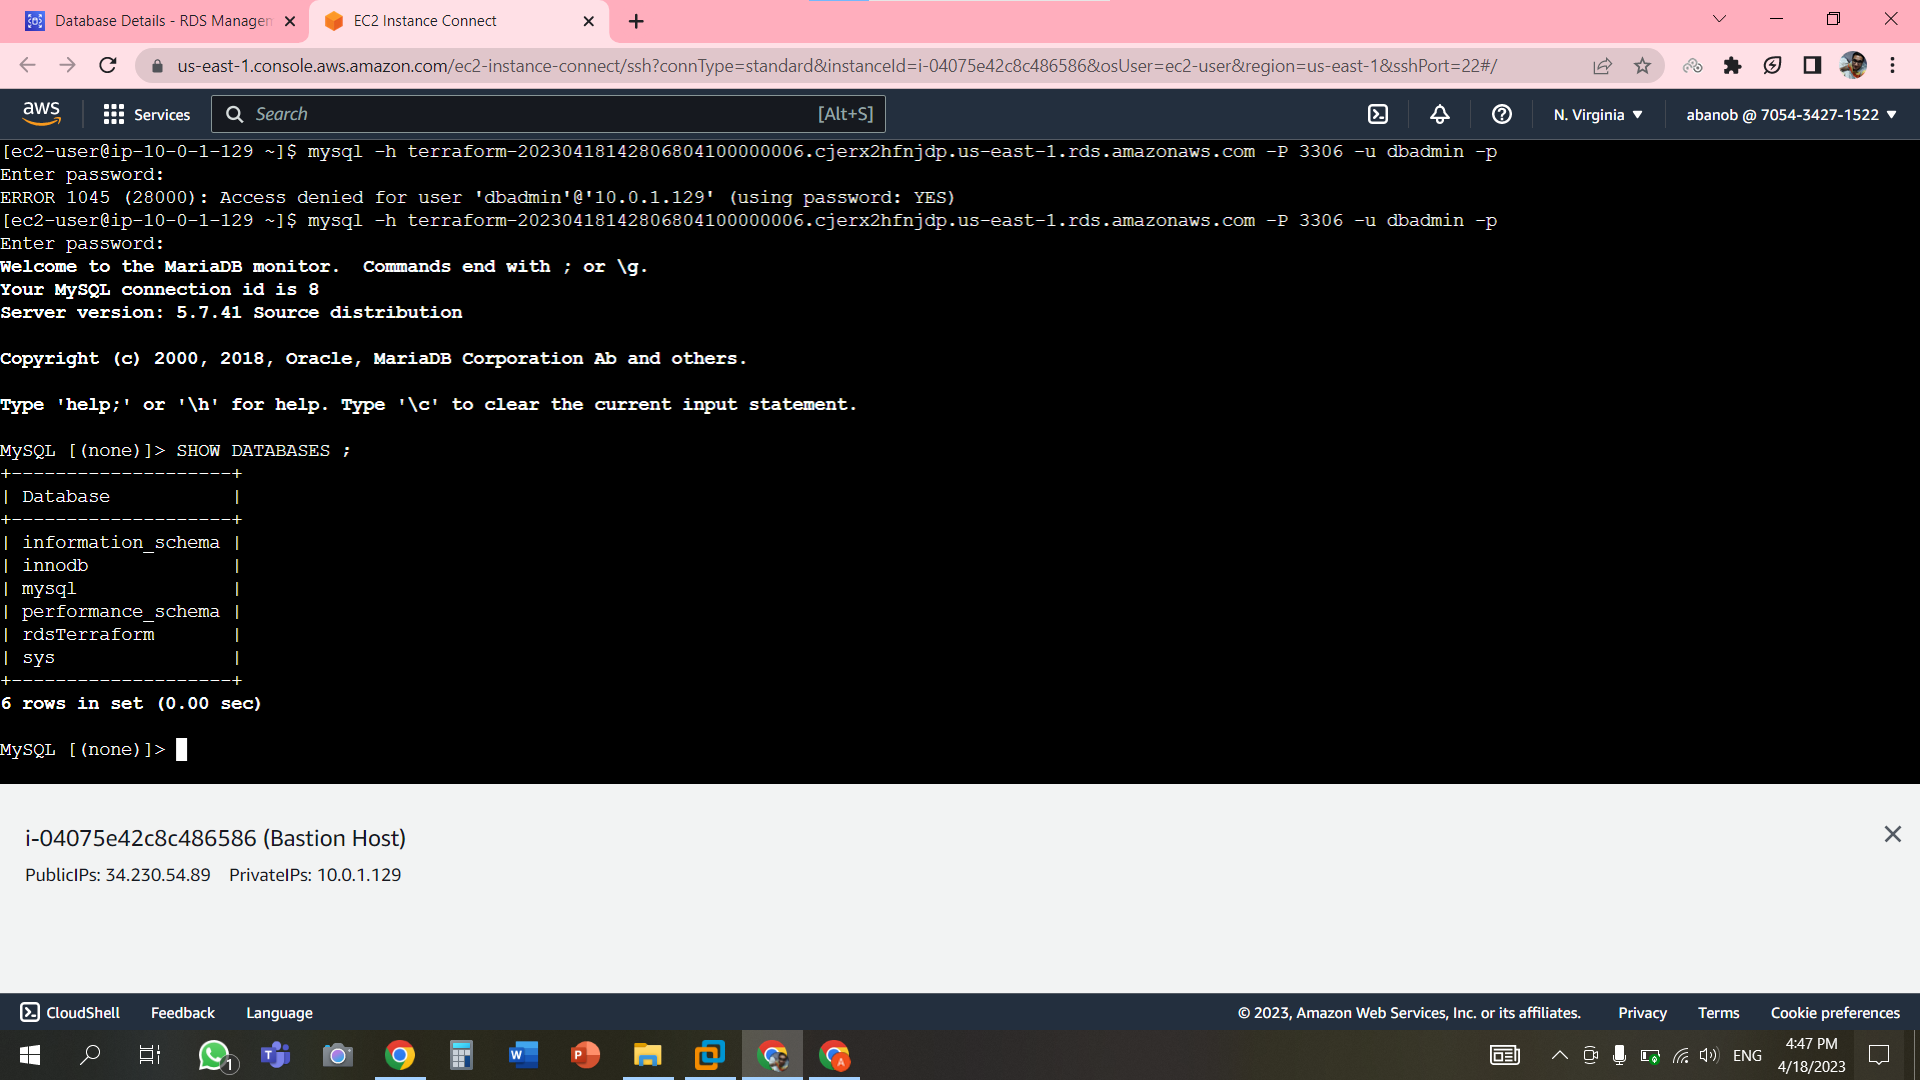 Database Details - RDS Managem
EC2 Instance Connect
us-east-1.console.aws.amazon.com/ec2-instance-connect/ssh?connType=standard&instanceId=i-04075e42c8c486586&osUser=ec2-user&region=us-east-1&sshPort=22#/
aws Services Search [Alt+S] N. Virginia ▼ abanob @ 7054-3427-1522 ▼
[ec2-user@ip-10-0-1-129 ~]$ mysql -h terraform-20230418142806804100000006.cjerx2hfnjdp.us-east-1.rds.amazonaws.com -P 3306 -u dbadmin -p
Enter password:
ERROR 1045 (28000): Access denied for user 'dbadmin'@'10.0.1.129' (using password: YES)
[ec2-user@ip-10-0-1-129 ~]$ mysql -h terraform-20230418142806804100000006.cjerx2hfnjdp.us-east-1.rds.amazonaws.com -P 3306 -u dbadmin -p
Enter password:
Welcome to the MariaDB monitor.  Commands end with ; or \g.
Your MySQL connection id is 8
Server version: 5.7.41 Source distribution
Copyright (c) 2000, 2018, Oracle, MariaDB Corporation Ab and others.
Type 'help;' or '\h' for help. Type '\c' to clear the current input statement.
MySQL [(none)]> SHOW DATABASES ;
+--------------------+
| Database           |
+--------------------+
| information_schema |
| innodb             |
| mysql              |
| performance_schema |
| rdsTerraform       |
| sys                |
+--------------------+
6 rows in set (0.00 sec)
MySQL [(none)]>
i-04075e42c8c486586 (Bastion Host)
PublicIPs: 34.230.54.89 PrivateIPs: 10.0.1.129
CloudShell Feedback Language © 2023, Amazon Web Services, Inc. or its affiliates. Privacy Terms Cookie preferences
1
ENG
4:47 PM
4/18/2023